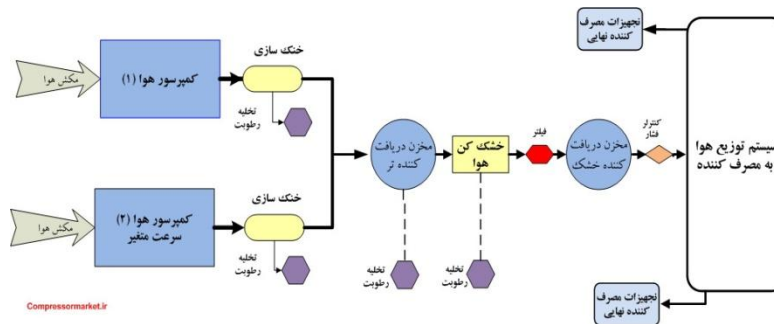 تجهیزات مصرف
کننده نهایی
خنک سازی
مکش هوا
کمپرسور هوا (۱)
تخلیه
رطوبت
مخزن دریافت
کننده تر
خشک کن
هوا
فیلتر
مخزن دریافت
کننده خشک
کنترلر
فشار
سیستم توزیع هوا
به مصرف کننده
خنک سازی
مکش هوا
کمپرسور هوا (۲)
سرعت متغیر
تخلیه
رطوبت
تخلیه
رطوبت
تخلیه
رطوبت
تجهیزات مصرف
کننده نهایی
Compressormarket.ir